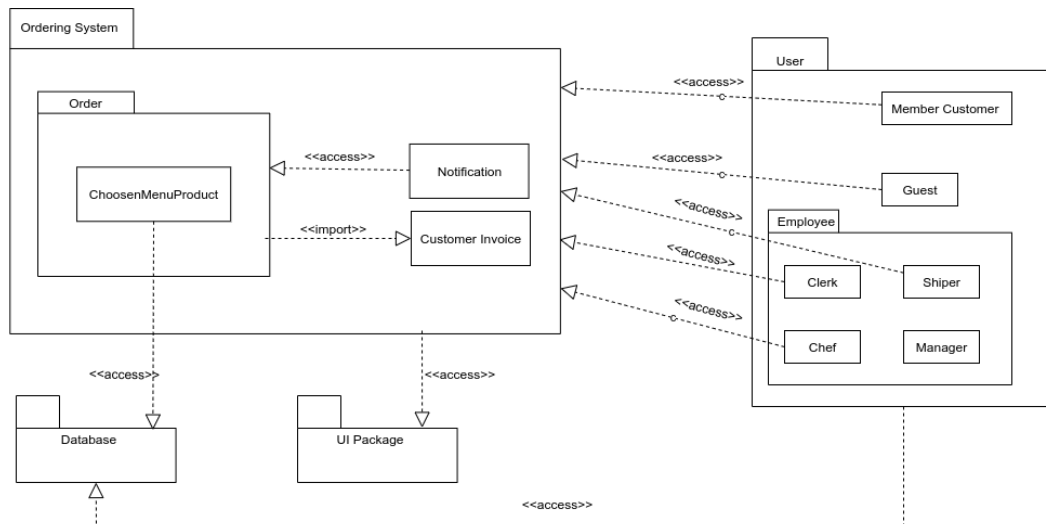 Ordering System
User
<<access>>
Member Customer
Order
<<access>>
Notification
<<access>>
ChoosenMenuProduct
Guest
<<access>>
Employee
<<import>>
Customer Invoice
<<access>>
Clerk
Shiper
<<access>>
Chef
Manager
<<access>>
<<access>>
Database
UI Package
<<access>>
c
c
c
c